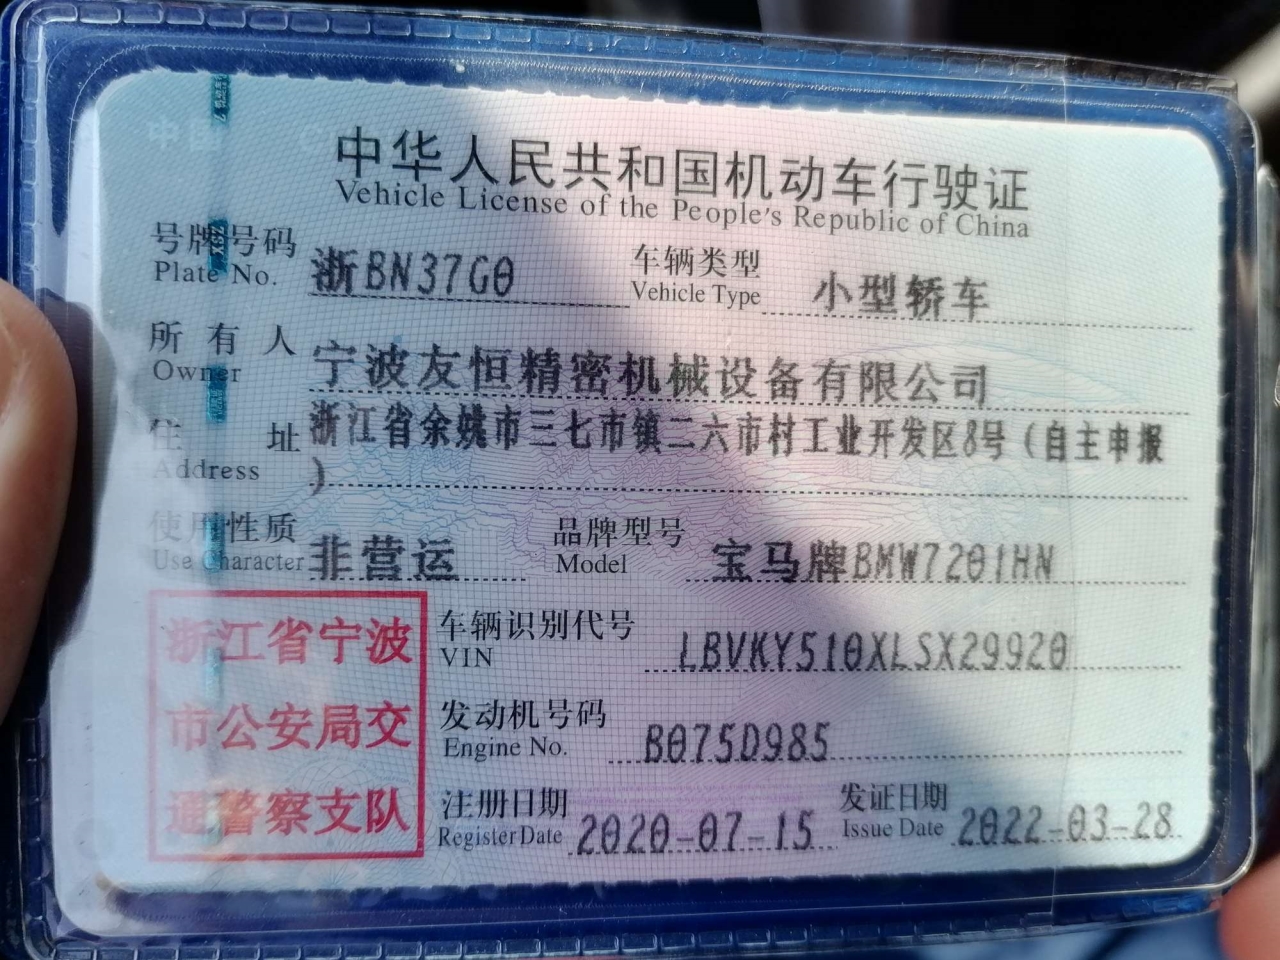 中华人民共和国机动车行驶证
Vehicle License of the People's Republic of China
号牌号码 浙BN37G0 车辆类型 小型轿车
Plate No. Vehicle Type
所有人 宁波友恒精密机械设备有限公司
Owner
住址 浙江省余姚市三七市镇二六市村工业开发区8号（自主申报
Address ）
使用性质 非营运 品牌型号 宝马牌BMW7201HN
Use Character Model
浙江省宁波
市公安局交
通警察支队
车辆识别代号 LBVKY510XLSX29920
VIN
发动机号码 B075D985
Engine No.
注册日期 2020-07-15 发证日期 2022-03-28
Register Date Issue Date